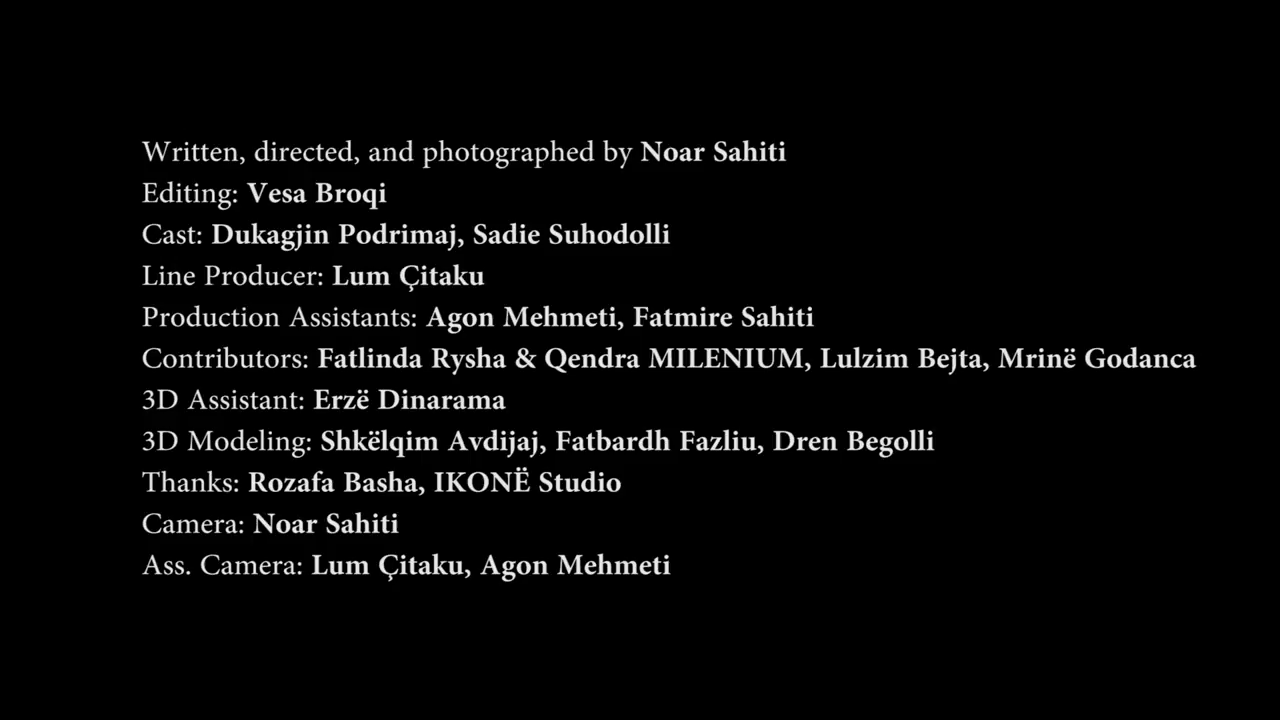 Written, directed, and photographed by Noar Sahiti
Editing: Vesa Broqi
Cast: Dukagjin Podrimaj, Sadie Suhodolli
Line Producer: Lum Çitaku
Production Assistants: Agon Mehmeti, Fatmire Sahiti
Contributors: Fatlinda Rysha & Qendra MILENIUM, Lulzim Bejta, Mrinë Godanca
3D Assistant: Erzë Dinarama
3D Modeling: Shkëlqim Avdijaj, Fatbardh Fazliu, Dren Begolli
Thanks: Rozafa Basha, IKONË Studio
Camera: Noar Sahiti
Ass. Camera: Lum Çitaku, Agon Mehmeti